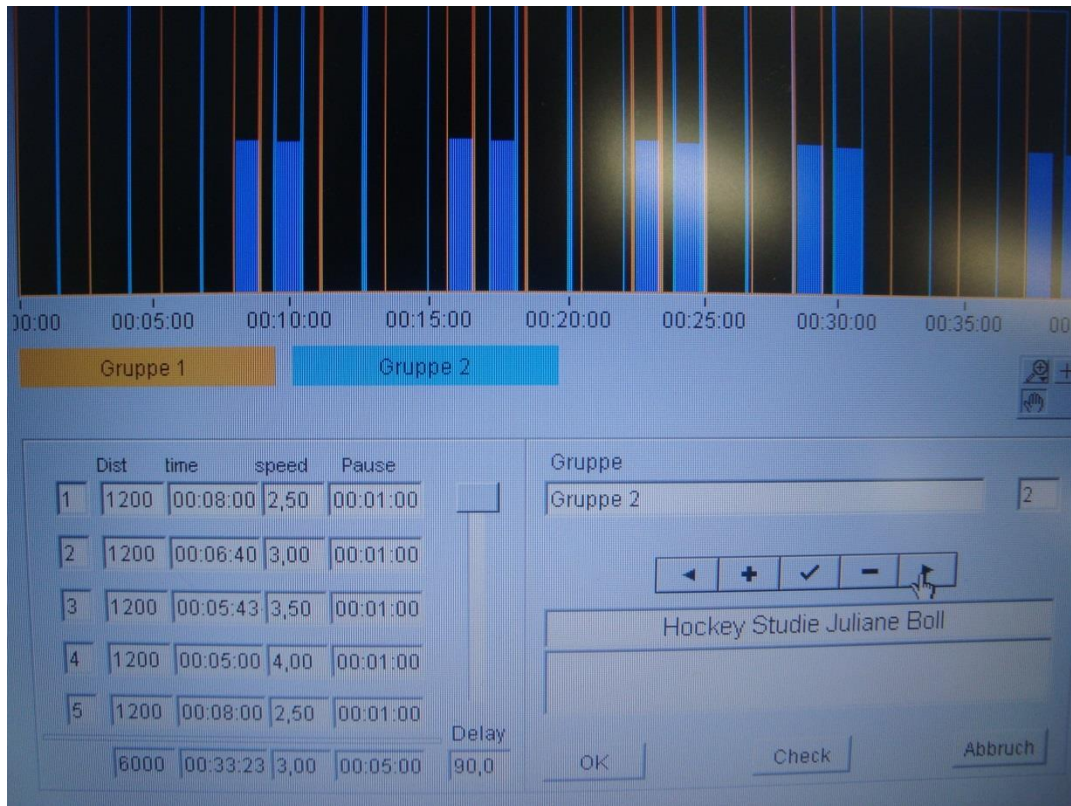 00:05:00 00:10:00 00:15:00 00:20:00 00:25:00 00:30:00 00:35:00
Gruppe 1 Gruppe 2
Dist time speed Pause
1 1200 00:08:00 2,50 00:01:00
2 1200 00:06:40 3,00 00:01:00
3 1200 00:05:43 3,50 00:01:00
4 1200 00:05:00 4,00 00:01:00
5 1200 00:08:00 2,50 00:01:00
Delay
6000 00:33:23 3,00 00:05:00 90,0
Gruppe
Gruppe 2 2
Hockey Studie Juliane Boll
OK Check Abbruch